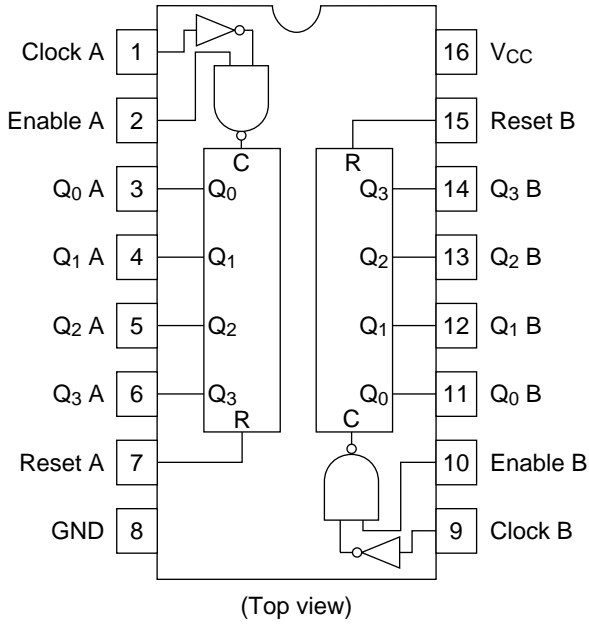 Clock A 1 16 VCC
Enable A 2 15 Reset B
C R
Q0 A 3 Q0 Q3 14 Q3 B
Q1 A 4 Q1 Q2 13 Q2 B
Q2 A 5 Q2 Q1 12 Q1 B
Q3 A 6 Q3 Q0 11 Q0 B
R C
Reset A 7 10 Enable B
GND 8 9 Clock B
(Top view)